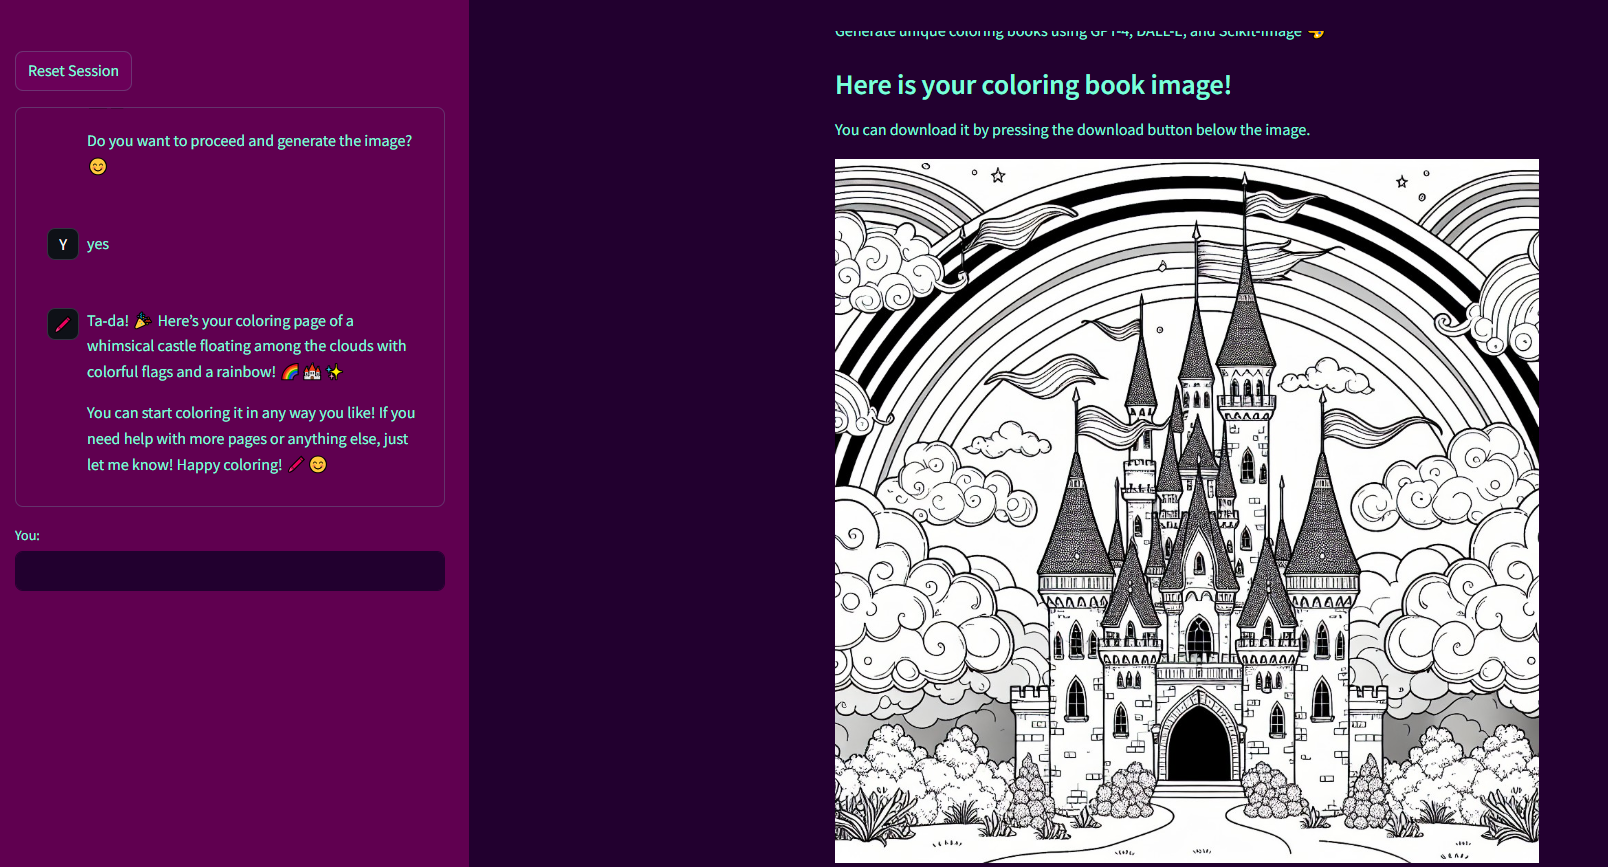 Reset Session
Do you want to proceed and generate the image?
😊
Y
yes
Ta-da! 🎉 Here’s your coloring page of a
whimsical castle floating among the clouds with
colorful flags and a rainbow! 🌈 🏰 ✨
You can start coloring it in any way you like! If you
need help with more pages or anything else, just
let me know! Happy coloring! 🖍️ 😊
You:
Generate unique coloring books using GPT-4, DALL-E, and Scikit-Image
Here is your coloring book image!
You can download it by pressing the download button below the image.